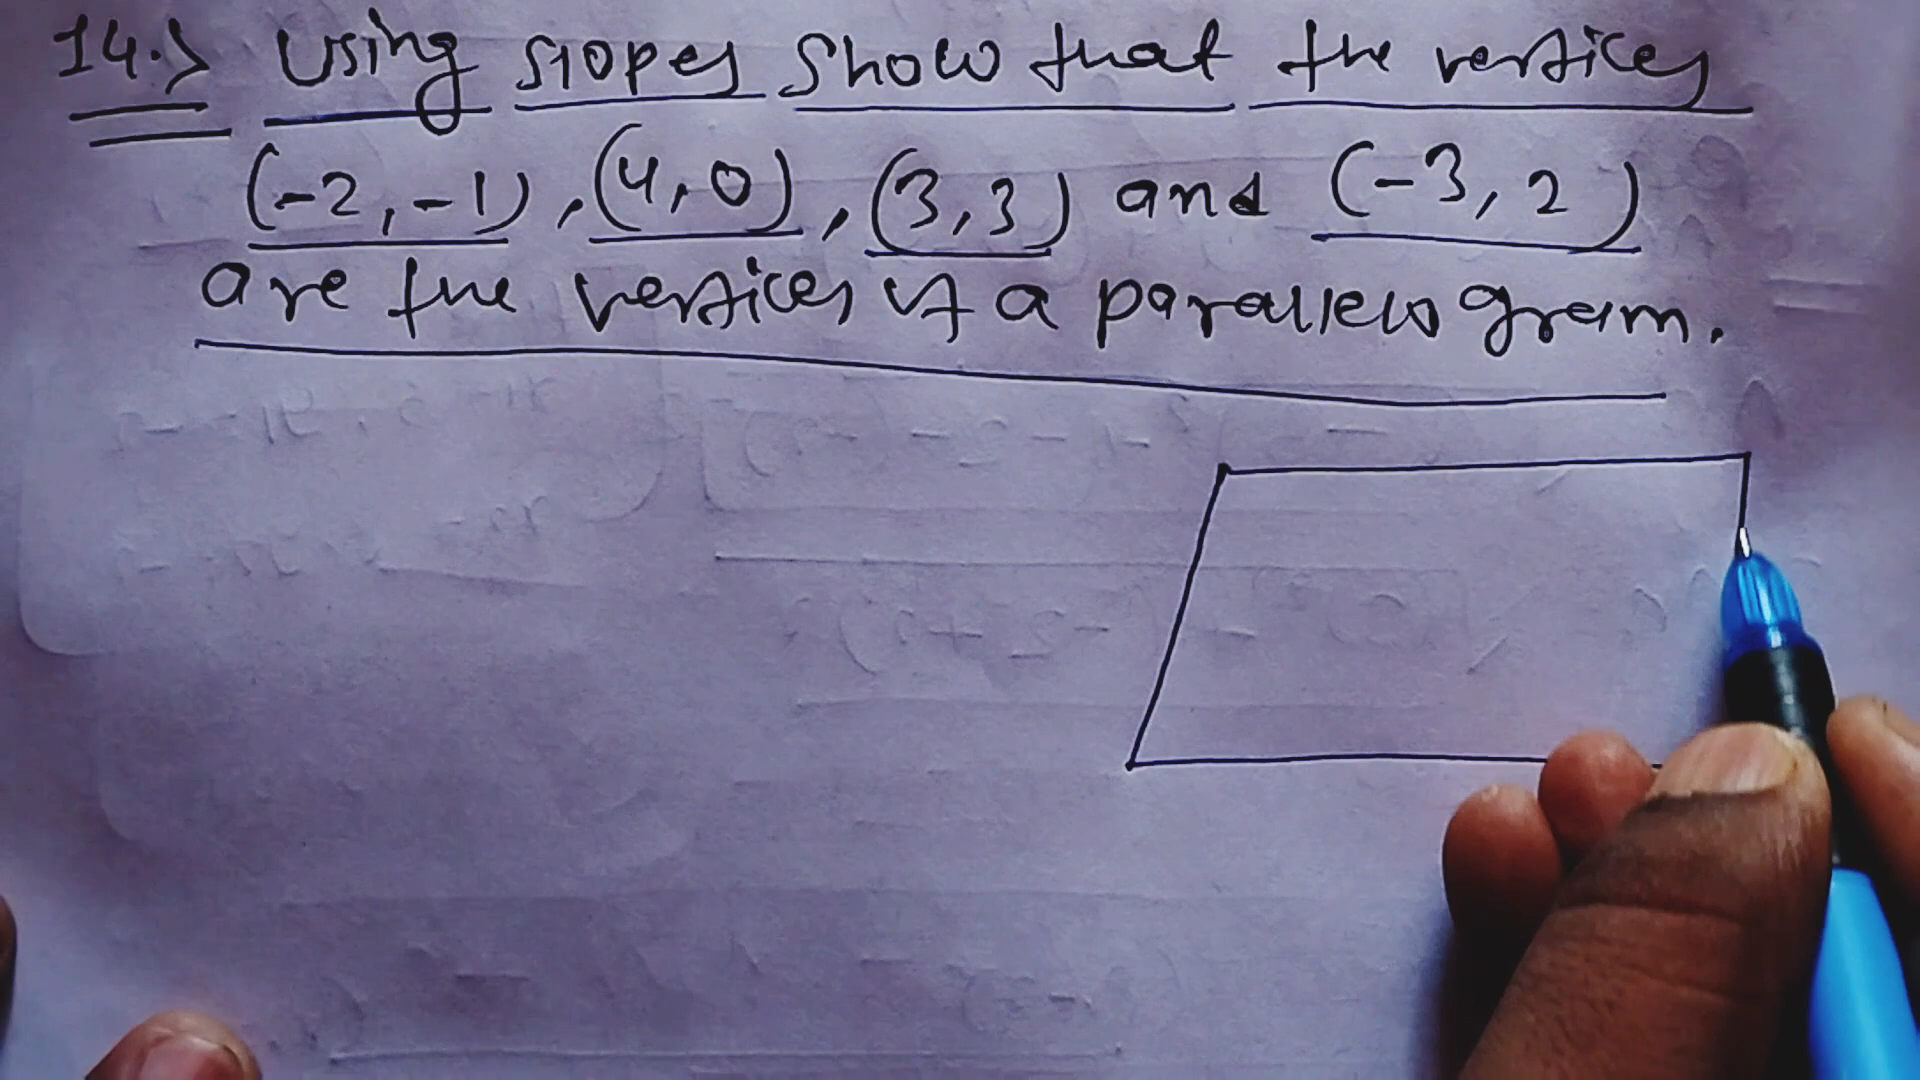 14.> Using slopes show that the vertices
(-2,-1), (4,0), (3,3) and (-3,2)
are the vertices of a parallelogram.